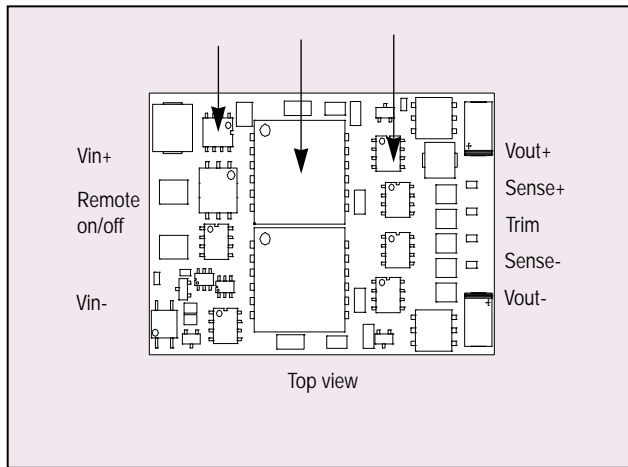 Vin+
Remote
on/off
Vin-
Vout+
Sense+
Trim
Sense-
Vout-
Top view